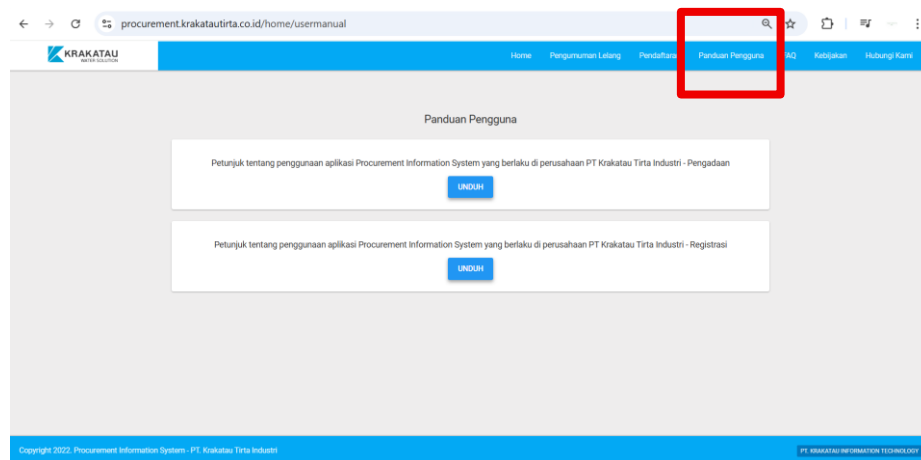 procurement.krakatautirta.co.id/home/usermanual
KRAKATAU
WATER SOLUTION
Home Pengumuman Lelang Pendaftaran Panduan Pengguna FAQ Kebijakan Hubungi Kami
Panduan Pengguna
Petunjuk tentang penggunaan aplikasi Procurement Information System yang berlaku di perusahaan PT Krakatau Tirta Industri - Pengadaan
UNDUH
Petunjuk tentang penggunaan aplikasi Procurement Information System yang berlaku di perusahaan PT Krakatau Tirta Industri - Registrasi
UNDUH
Copyright 2022. Procurement Information System - PT. Krakatau Tirta Industri
PT. KRAKATAU INFORMATION TECHNOLOGY